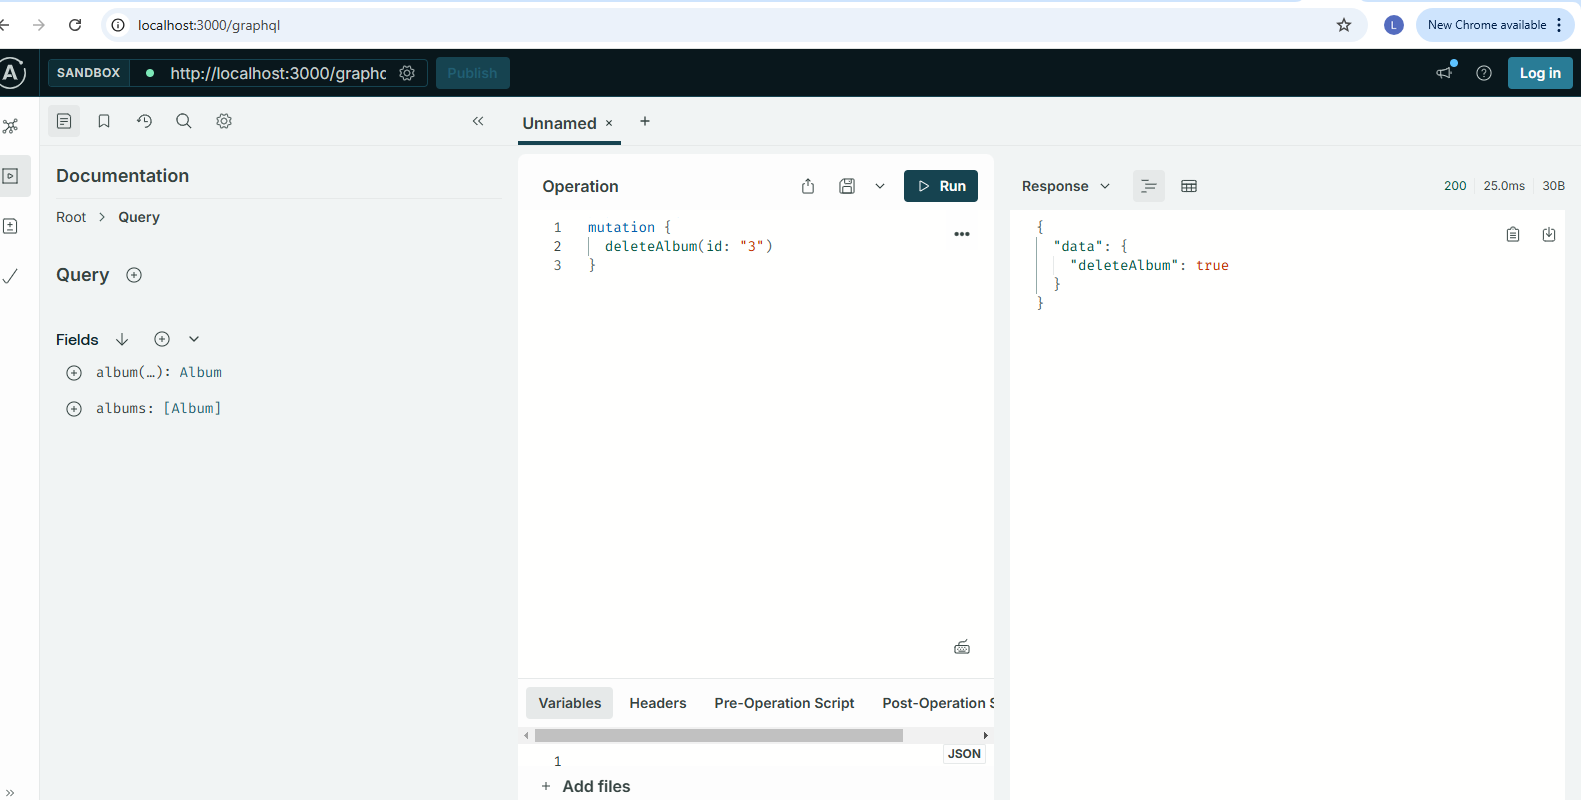 localhost:3000/graphql
L
New Chrome available
A
SANDBOX
http://localhost:3000/graphc
Publish
Log in
Unnamed × +
Documentation
Root > Query
Query
Fields
album(…): Album
albums: [Album]
Operation
Run
1 mutation {
2 deleteAlbum(id: "3")
3 }
Variables Headers Pre-Operation Script Post-Operation S
JSON
1
+ Add files
Response
200 25.0ms 30B
{
"data": {
"deleteAlbum": true
}
}